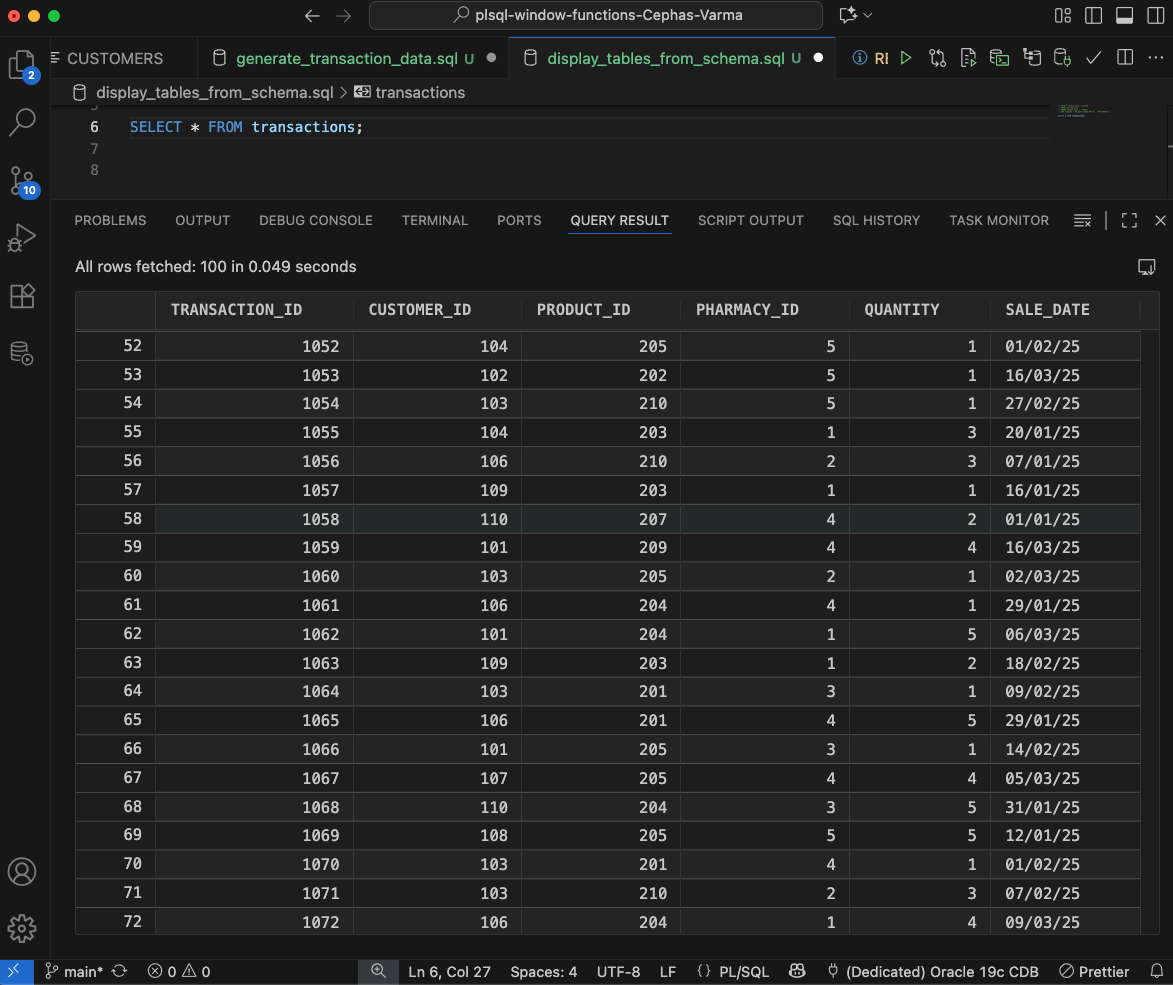 plsql-window-functions-Cephas-Varma
CUSTOMERS generate_transaction_data.sql U display_tables_from_schema.sql U
display_tables_from_schema.sql > transactions
6 SELECT * FROM transactions;
7
8
PROBLEMS OUTPUT DEBUG CONSOLE TERMINAL PORTS QUERY RESULT SCRIPT OUTPUT SQL HISTORY TASK MONITOR
All rows fetched: 100 in 0.049 seconds
TRANSACTION_ID CUSTOMER_ID PRODUCT_ID PHARMACY_ID QUANTITY SALE_DATE
52 1052 104 205 5 1 01/02/25
53 1053 102 202 5 1 16/03/25
54 1054 103 210 5 1 27/02/25
55 1055 104 203 1 3 20/01/25
56 1056 106 210 2 3 07/01/25
57 1057 109 203 1 1 16/01/25
58 1058 110 207 4 2 01/01/25
59 1059 101 209 4 4 16/03/25
60 1060 103 205 2 1 02/03/25
61 1061 106 204 4 1 29/01/25
62 1062 101 204 1 5 06/03/25
63 1063 109 203 1 2 18/02/25
64 1064 103 201 3 1 09/02/25
65 1065 106 201 4 5 29/01/25
66 1066 101 205 3 1 14/02/25
67 1067 107 205 4 4 05/03/25
68 1068 110 204 3 5 31/01/25
69 1069 108 205 5 5 12/01/25
70 1070 103 201 4 1 01/02/25
71 1071 103 210 2 3 07/02/25
72 1072 106 204 1 4 09/03/25
2
10
main* 0 0 Ln 6, Col 27 Spaces: 4 UTF-8 LF {} PL/SQL (Dedicated) Oracle 19c CDB Prettier